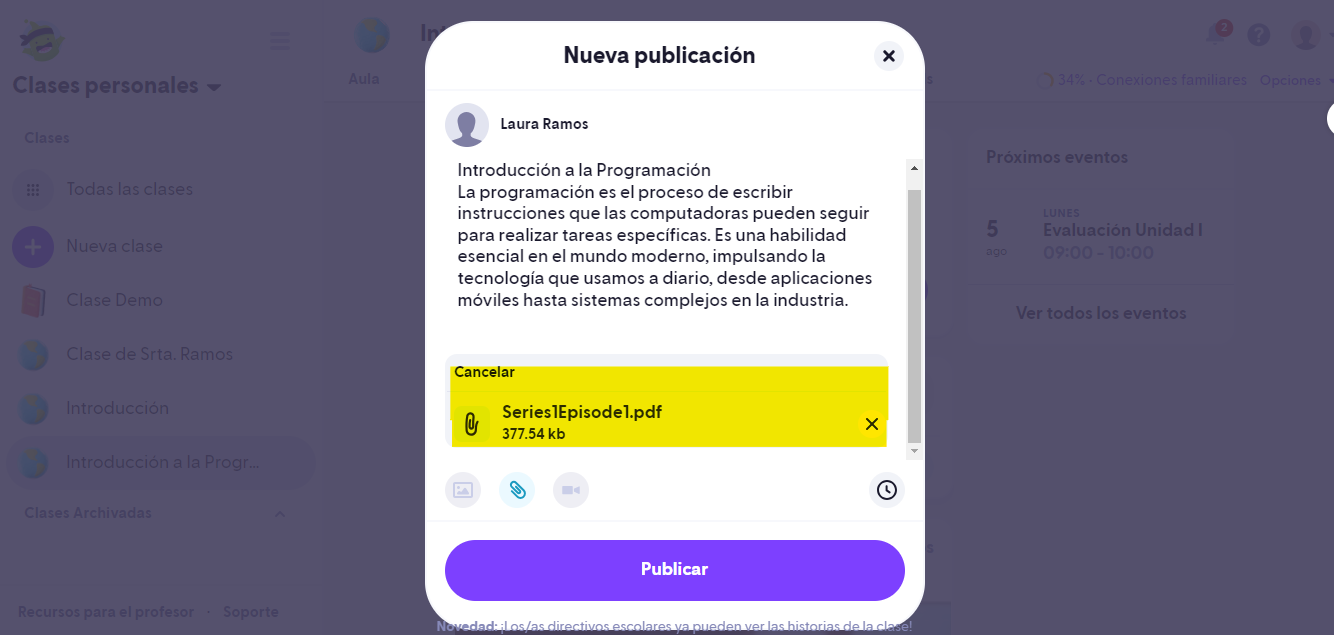 Nueva publicación
Laura Ramos
Introducción a la Programación
La programación es el proceso de escribir
instrucciones que las computadoras pueden seguir
para realizar tareas específicas. Es una habilidad
esencial en el mundo moderno, impulsando la
tecnología que usamos a diario, desde aplicaciones
móviles hasta sistemas complejos en la industria.
Cancelar
Series1Episode1.pdf
377.54 kb
Publicar
Novedad: ¡Los/as directivos escolares ya pueden ver las historias de la clase!
Clases personales
Clases
Todas las clases
Nueva clase
Clase Demo
Clase de Srta. Ramos
Introducción
Introducción a la Progr...
Clases Archivadas
Recursos para el profesor · Soporte
Aula
2
34% · Conexiones familiares
Opciones
Próximos eventos
LUNES
5 Evaluación Unidad I
ago 09:00 - 10:00
Ver todos los eventos